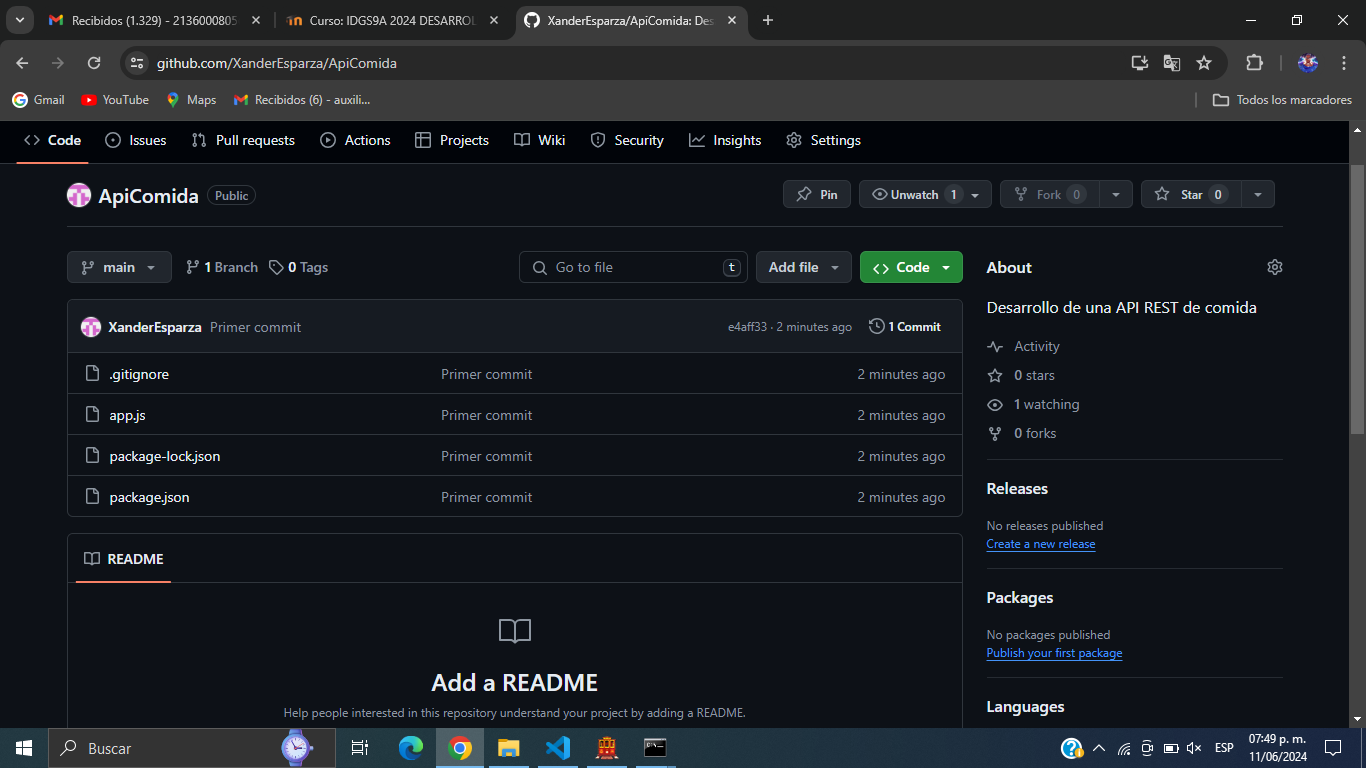 Recibidos (1.329) - 2136000805
Curso: IDGS9A 2024 DESARROL
XanderEsparza/ApiComida: Des
github.com/XanderEsparza/ApiComida
Gmail
YouTube
Maps
Recibidos (6) - auxili...
Todos los marcadores
Code
Issues
Pull requests
Actions
Projects
Wiki
Security
Insights
Settings
ApiComida Public
Pin
Unwatch 1
Fork 0
Star 0
main
1 Branch
0 Tags
Go to file t
Add file
Code
About
Desarrollo de una API REST de comida
XanderEsparza Primer commit
e4aff33 · 2 minutes ago
1 Commit
.gitignore Primer commit 2 minutes ago
app.js Primer commit 2 minutes ago
package-lock.json Primer commit 2 minutes ago
package.json Primer commit 2 minutes ago
Activity
0 stars
1 watching
0 forks
Releases
No releases published
Create a new release
README
Add a README
Help people interested in this repository understand your project by adding a README.
Packages
No packages published
Publish your first package
Languages
Buscar
ESP
07:49 p. m.
11/06/2024